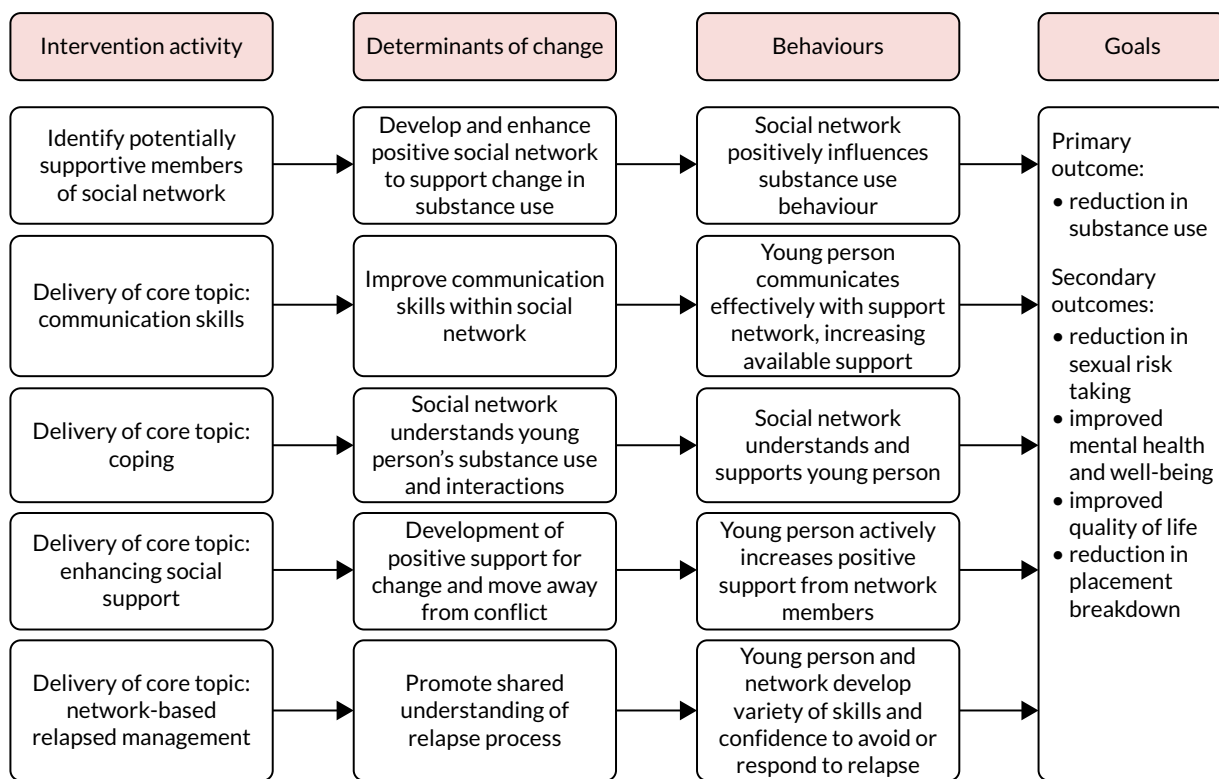 Intervention activity
Determinants of change
Behaviours
Goals
Identify potentially
supportive members
of social network
Develop and enhance
positive social network
to support change in
substance use
Social network
positively influences
substance use
behaviour
Delivery of core topic:
communication skills
Improve communication
skills within social
network
Young person
communicates
effectively with support
network, increasing
available support
Delivery of core topic:
coping
Social network
understands young
person’s substance use
and interactions
Social network
understands and
supports young person
Delivery of core topic:
enhancing social
support
Development of
positive support for
change and move away
from conflict
Young person actively
increases positive
support from network
members
Delivery of core topic:
network-based
relapsed management
Promote shared
understanding of
relapse process
Young person and
network develop
variety of skills and
confidence to avoid or
respond to relapse
Primary
outcome:
• reduction in
substance use
Secondary
outcomes:
• reduction in
sexual risk
taking
• improved
mental health
and well-being
• improved
quality of life
• reduction in
placement
breakdown